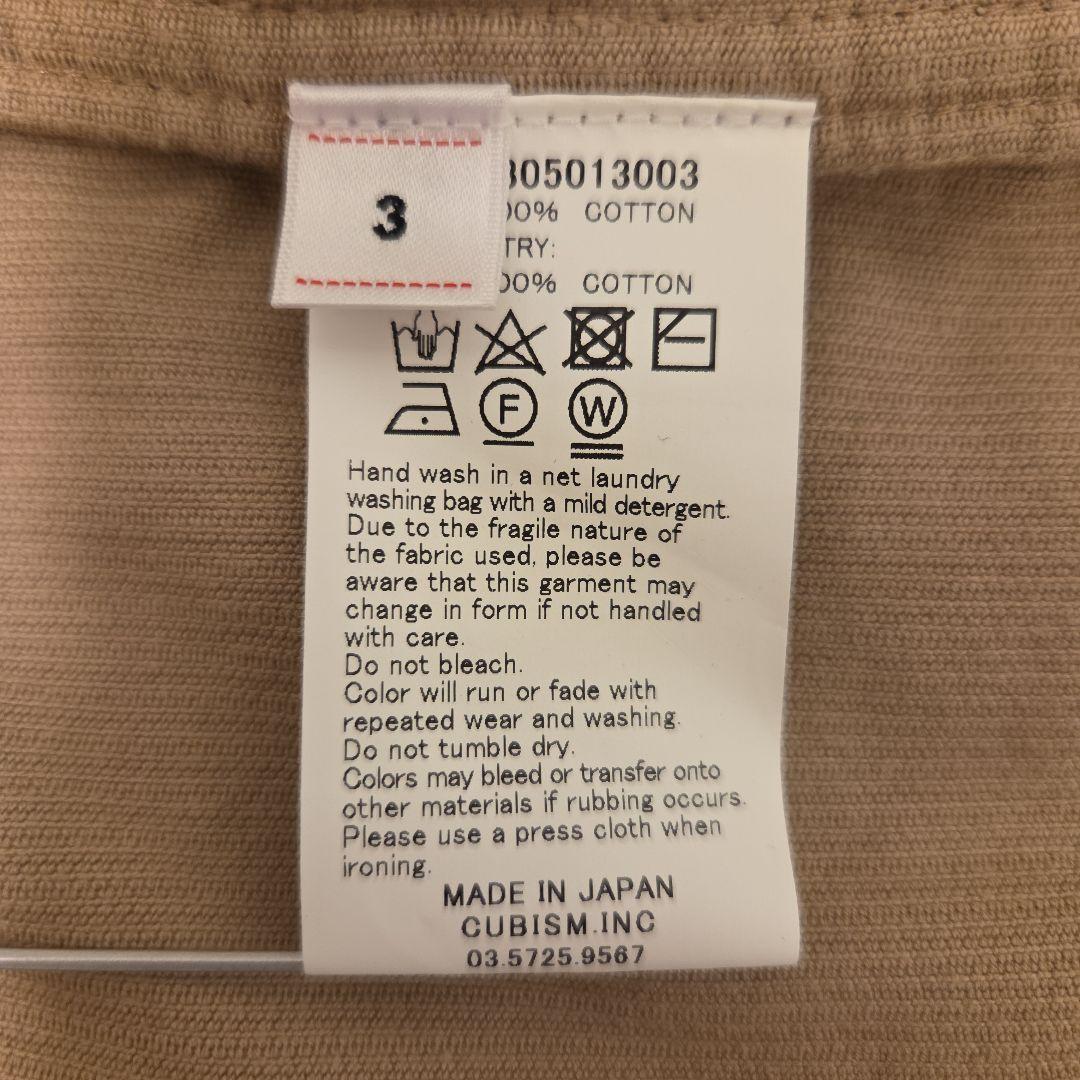 3
05013003
00% COTTON
TRY:
00% COTTON
F
W
Hand wash in a net laundry
washing bag with a mild detergent.
Due to the fragile nature of
the fabric used, please be
aware that this garment may
change in form if not handled
with care.
Do not bleach.
Color will run or fade with
repeated wear and washing.
Do not tumble dry.
Colors may bleed or transfer onto
other materials if rubbing occurs.
Please use a press cloth when
ironing.
MADE IN JAPAN
CUBISM.INC
03.5725.9567